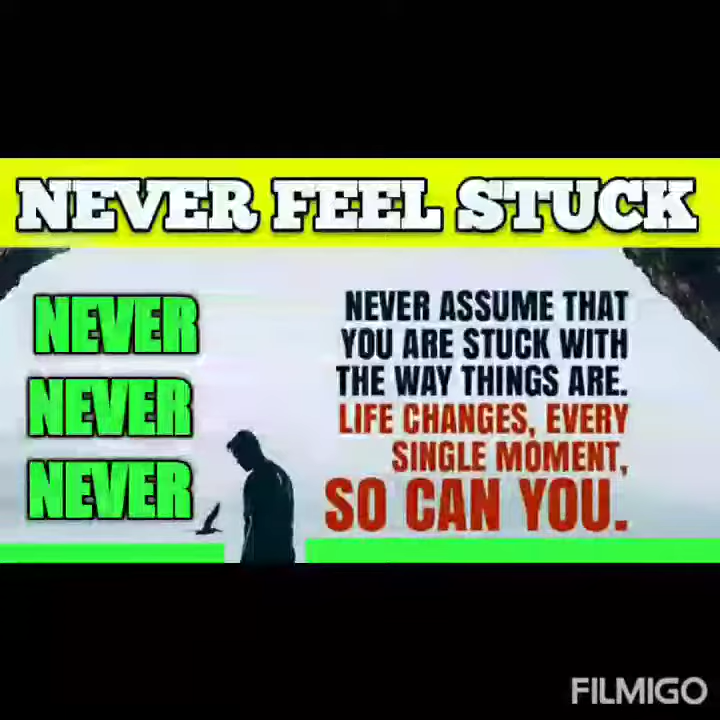 NEVER FEEL STUCK
NEVER
NEVER
NEVER
NEVER ASSUME THAT
YOU ARE STUCK WITH
THE WAY THINGS ARE.
LIFE CHANGES, EVERY
SINGLE MOMENT,
SO CAN YOU.
FILMIGO